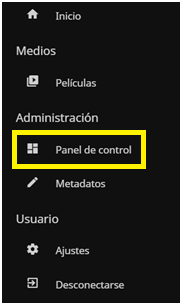 Inicio
Medios
Películas
Administración
Panel de control
Metadatos
Usuario
Ajustes
Desconectarse